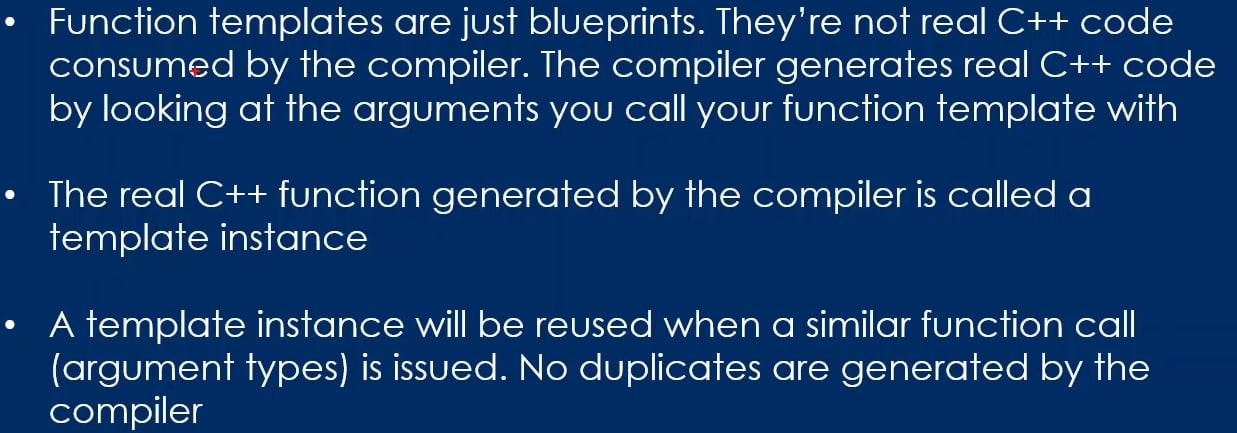 • Function templates are just blueprints. They're not real C++ code
consumed by the compiler. The compiler generates real C++ code
by looking at the arguments you call your function template with
• The real C++ function generated by the compiler is called a
template instance
• A template instance will be reused when a similar function call
(argument types) is issued. No duplicates are generated by the
compiler